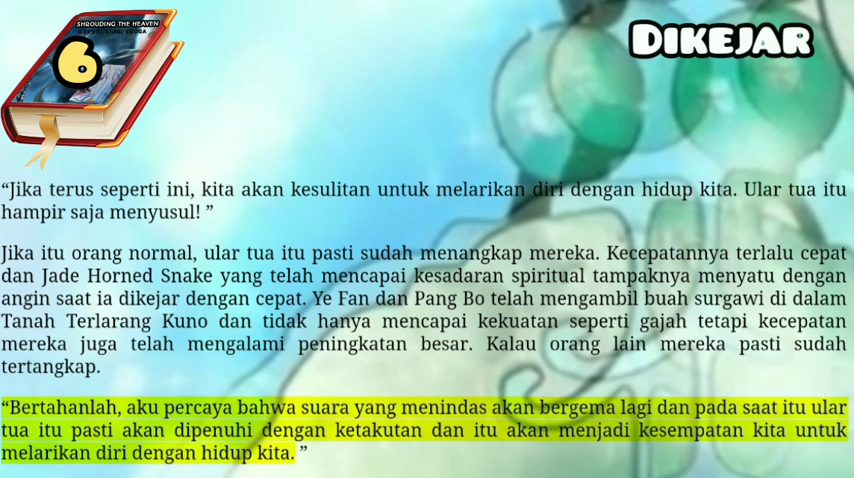 SHROUDING THE HEAVEN
6
DIKEJAR
“Jika terus seperti ini, kita akan kesulitan untuk melarikan diri dengan hidup kita. Ular tua itu
hampir saja menyusul! ”
Jika itu orang normal, ular tua itu pasti sudah menangkap mereka. Kecepatannya terlalu cepat
dan Jade Horned Snake yang telah mencapai kesadaran spiritual tampaknya menyatu dengan
angin saat ia dikejar dengan cepat. Ye Fan dan Pang Bo telah mengambil buah surgawi di dalam
Tanah Terlarang Kuno dan tidak hanya mencapai kekuatan seperti gajah tetapi kecepatan
mereka juga telah mengalami peningkatan besar. Kalau orang lain mereka pasti sudah
tertangkap.
“Bertahanlah, aku percaya bahwa suara yang menindas akan bergema lagi dan pada saat itu ular
tua itu pasti akan dipenuhi dengan ketakutan dan itu akan menjadi kesempatan kita untuk
melarikan diri dengan hidup kita. ”